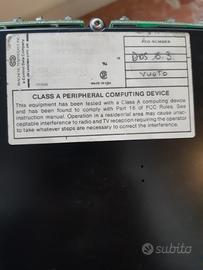 MOD NUMBER
DOS 5.3.
VUOTO
CLASS A PERIPHERAL COMPUTING DEVICE
This equipment has been tested with a Class A computing device
and has been found to comply with Part 15 of FCC Rules. See
instruction manual. Operation in a residential area may cause unac-
ceptable interference to radio and TV reception requiring the operator
to take whatever steps are necessary to correct the interference.
subito